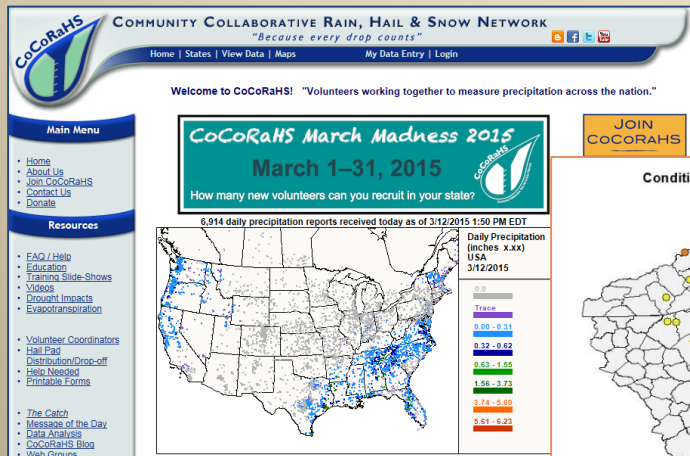 CoCoRaHS
COMMUNITY COLLABORATIVE RAIN, HAIL & SNOW NETWORK
"Because every drop counts"
Home | States | View Data | Maps
My Data Entry | Login
Welcome to CoCoRaHS! "Volunteers working together to measure precipitation across the nation."
Main Menu
Home
About Us
Join CoCoRaHS
Contact Us
Donate
Resources
FAQ / Help
Education
Training Slide-Shows
Videos
Drought Impacts
Evapotranspiration
Volunteer Coordinators
Hail Pad
Distribution/Drop-off
Help Needed
Printable Forms
The Catch
Message of the Day
Data Analysis
CoCoRaHS Blog
Web Groups
CoCoRaHS March Madness 2015
March 1–31, 2015
CoCoRaHS
How many new volunteers can you recruit in your state?
6,914 daily precipitation reports received today as of 3/12/2015 1:50 PM EDT
Daily Precipitation
(inches x.xx)
USA
3/12/2015
0.0
Trace
0.00 - 0.31
0.32 - 0.62
0.63 - 1.55
1.56 - 3.73
3.74 - 5.60
5.61 - 6.23
JOIN
COCORAHS
Conditi